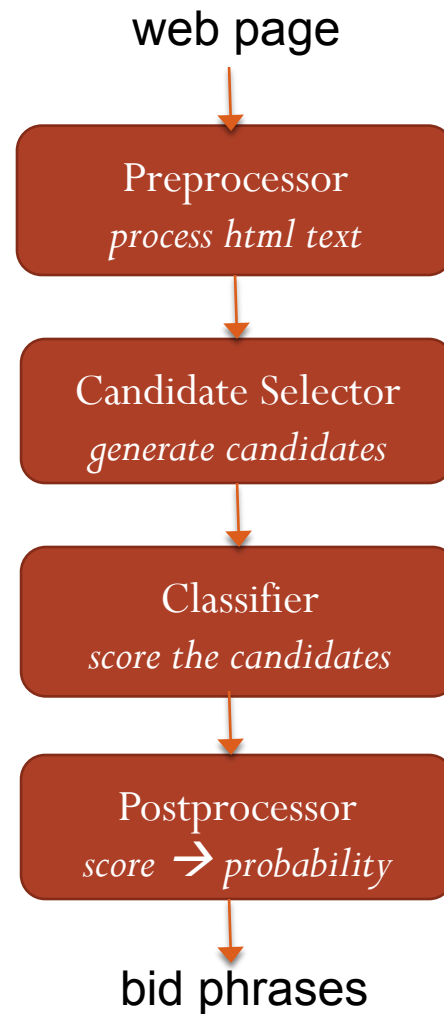 web page
Preprocessor
process html text
Candidate Selector
generate candidates
Classifier
score the candidates
Postprocessor
score → probability
bid phrases